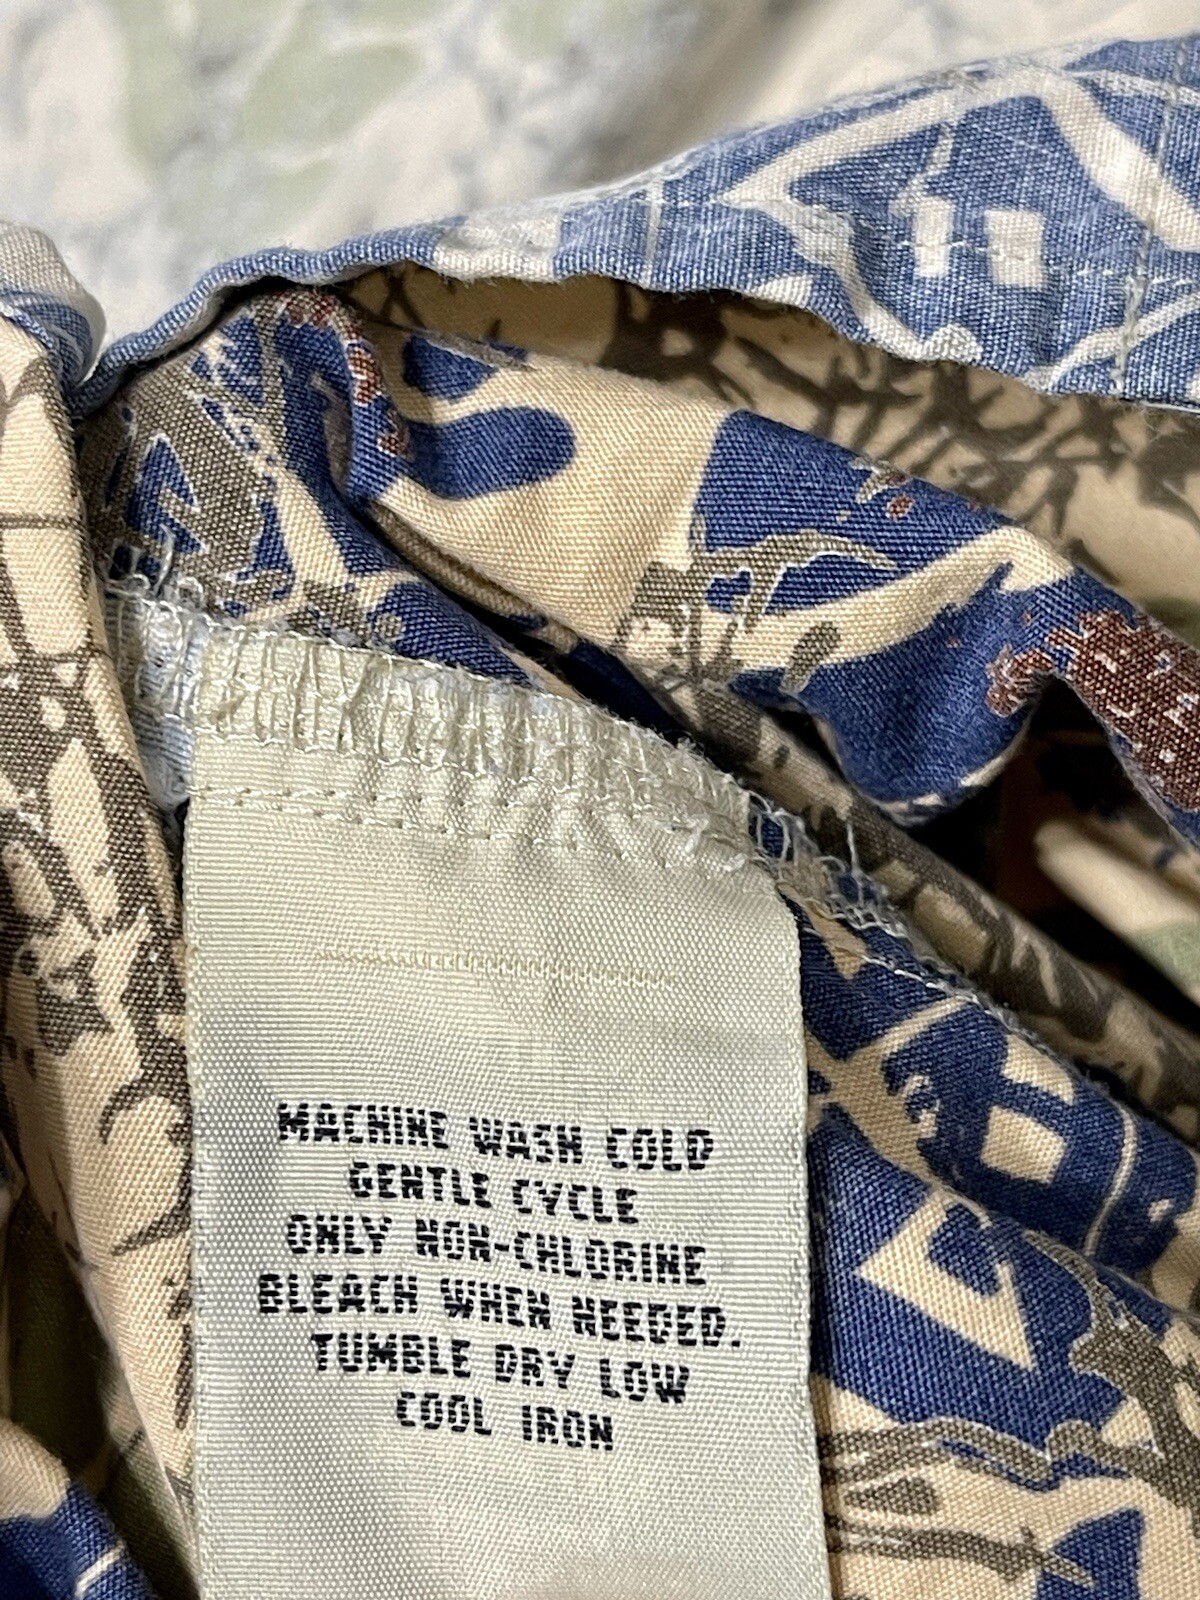 MACHINE WASH COLD
GENTLE CYCLE
ONLY NON-CHLORINE
BLEACH WHEN NEEDED.
TUMBLE DRY LOW
COOL IRON